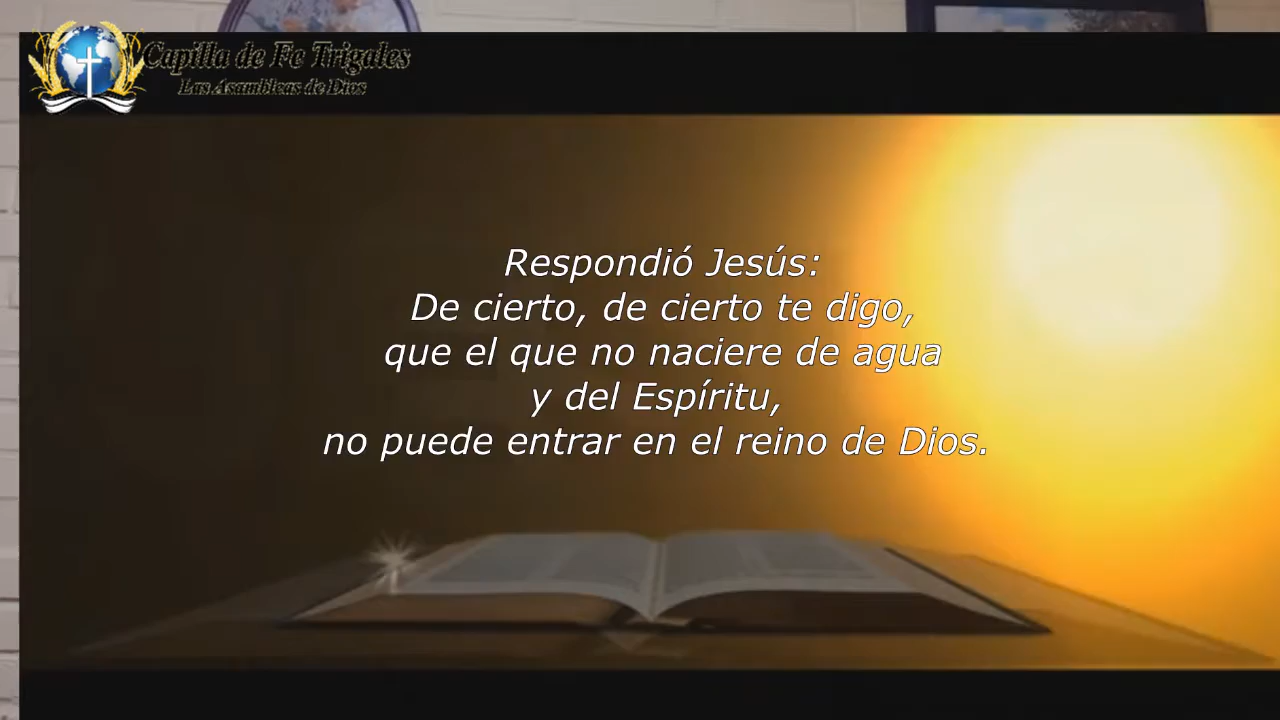 Capilla de Fe Trigales
Las Asambleas de Dios
Respondió Jesús:
De cierto, de cierto te digo,
que el que no naciere de agua
y del Espíritu,
no puede entrar en el reino de Dios.